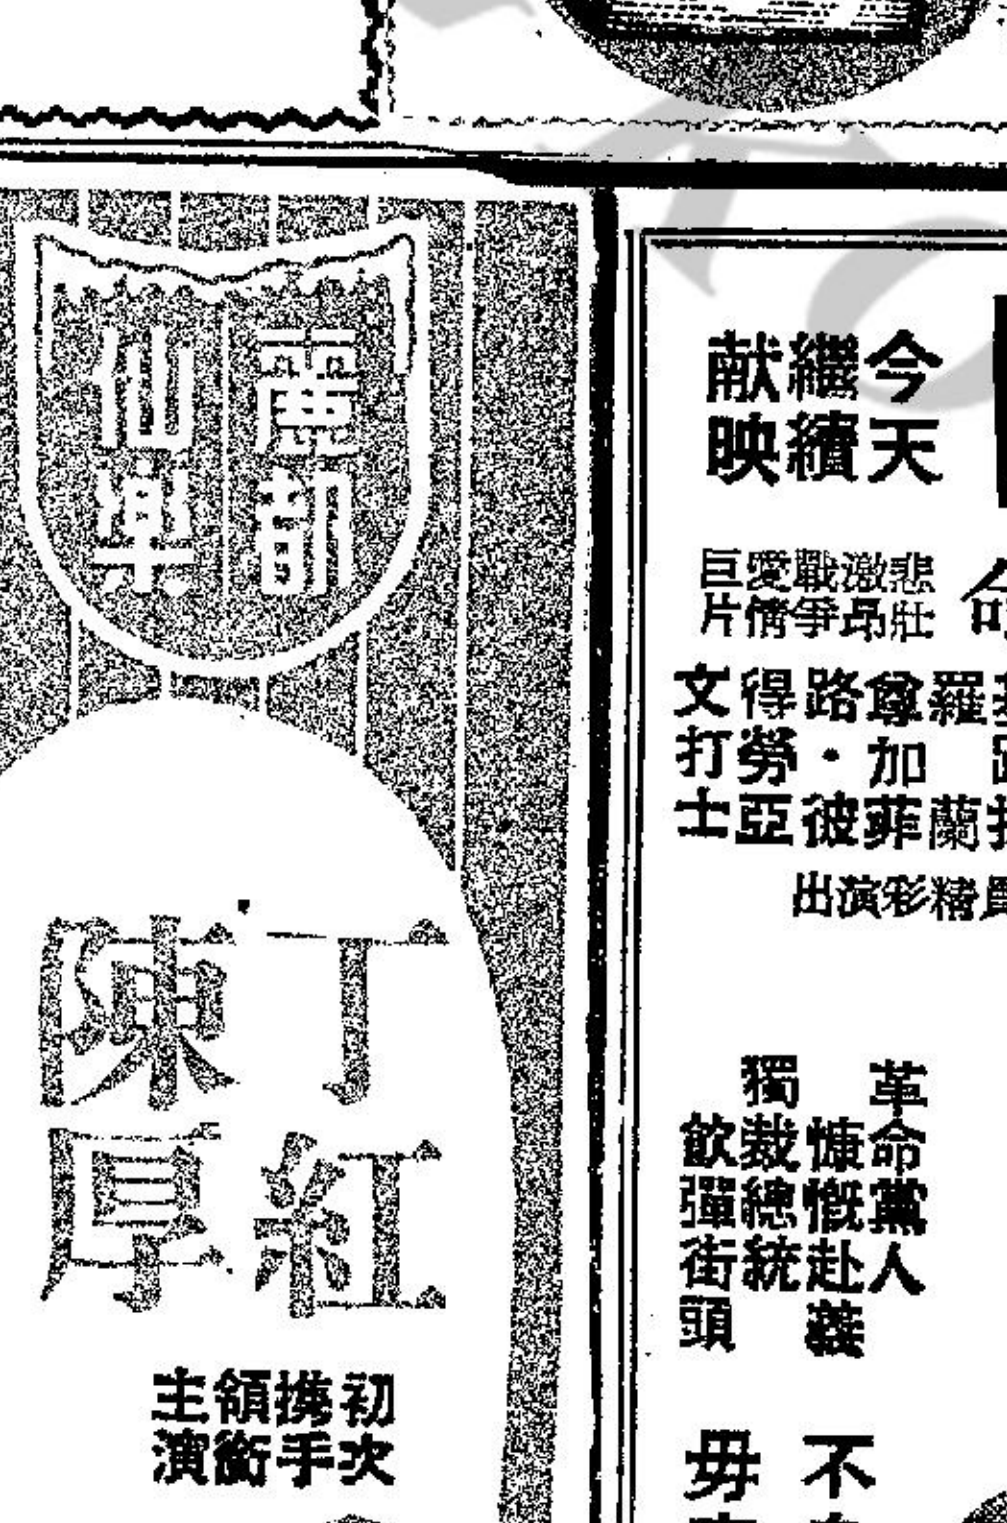 麗都
仙樂
丁紅
陳厚
初次
携手
領銜
主演
今天
繼續
献映
悲壯
激昂
戰爭
愛情
巨片
羅蘭
尊加菲
路·彼
得勞亞
文打士
精彩演出
革命黨人
慷慨赴義
獨裁總統
飲彈街頭
不
毋